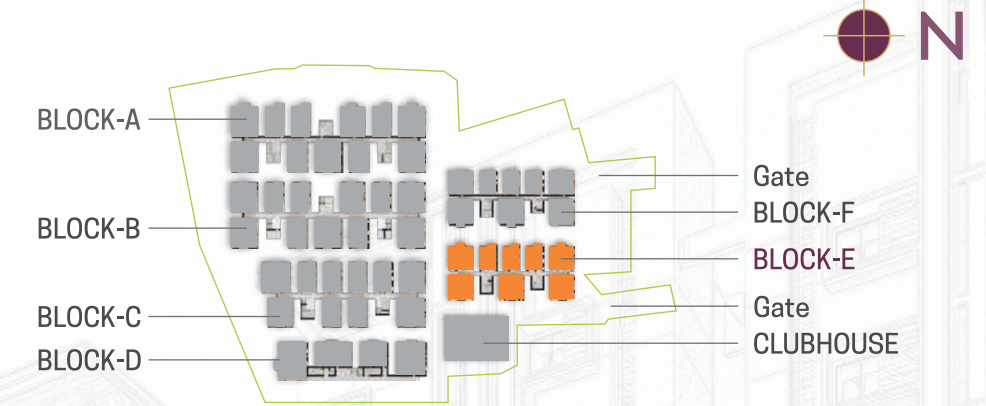 N
BLOCK-A
BLOCK-B
BLOCK-C
BLOCK-D
Gate
BLOCK-F
BLOCK-E
Gate
CLUBHOUSE